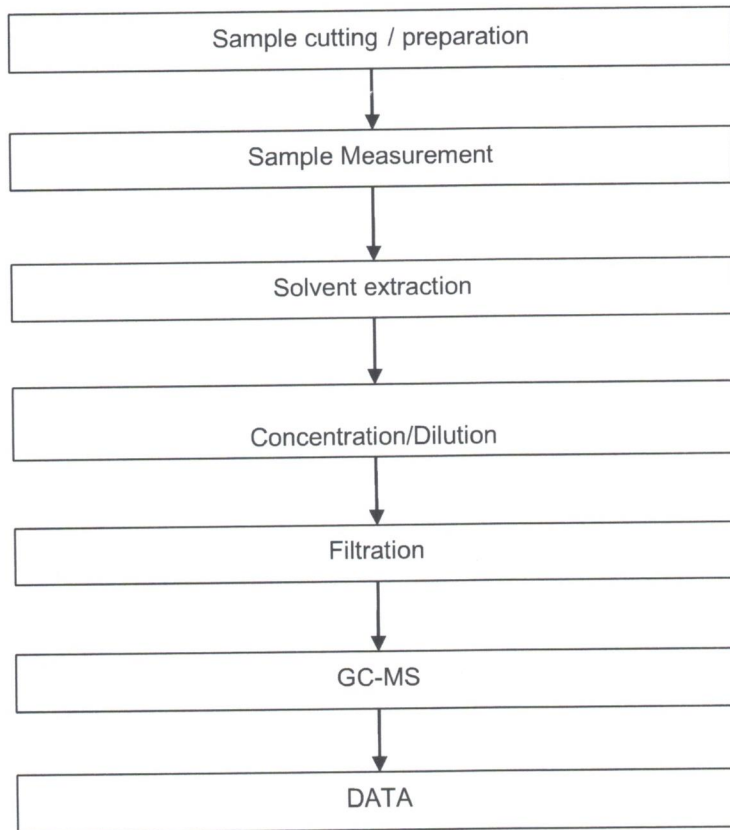 Sample cutting / preparation
Sample Measurement
Solvent extraction
Concentration/Dilution
Filtration
GC-MS
DATA